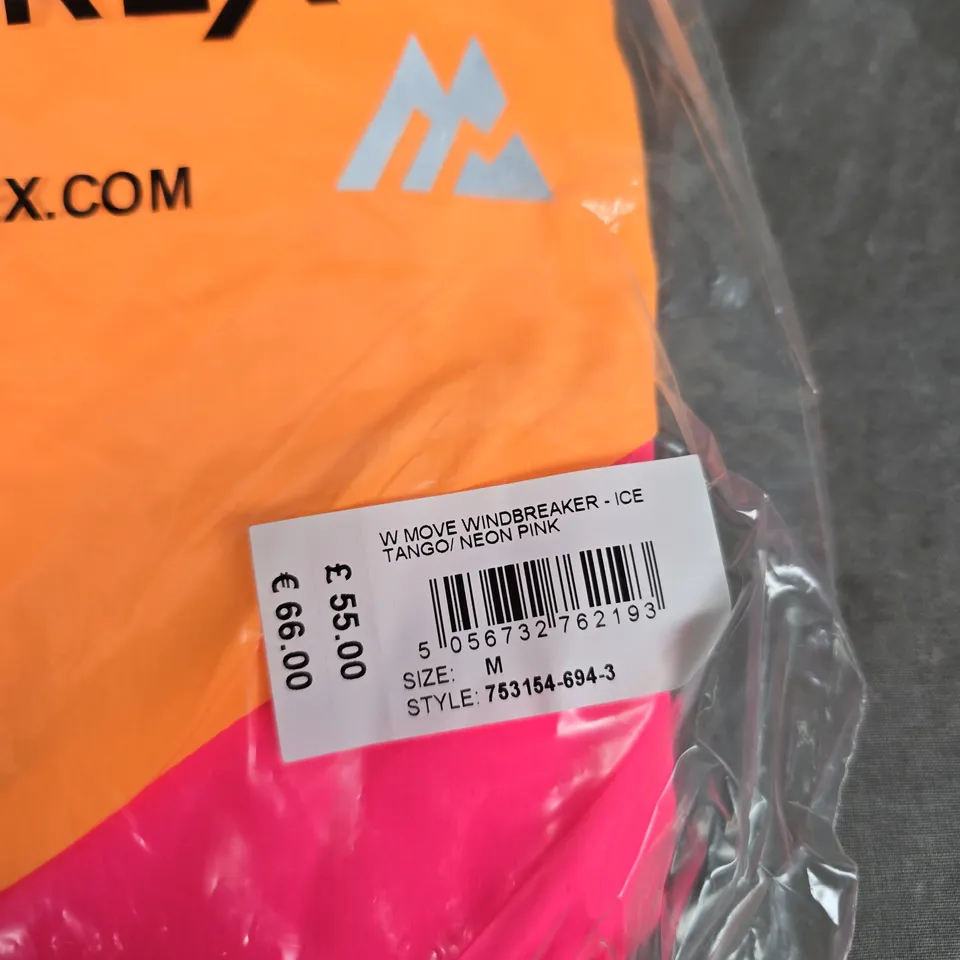 X.COM
W MOVE WINDBREAKER - ICE
TANGO/ NEON PINK
5 056732 762193
SIZE: M
STYLE: 753154-694-3
£ 55.00
€ 66.00